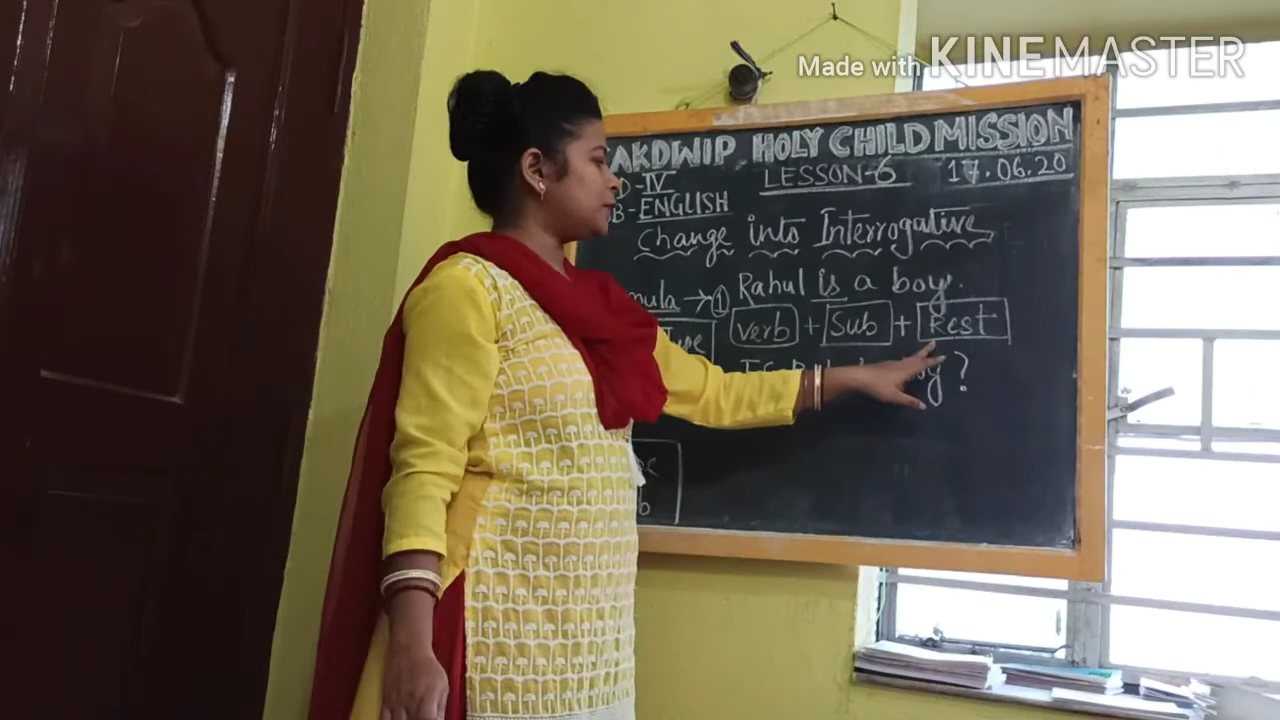 Made with KINEMASTER
AKDWIP HOLY CHILD MISSION
D-IV LESSON-6 17.06.20
B-ENGLISH
Change into Interrogative
mula → ① Rahul is a boy.
verb + Sub + Rest
?